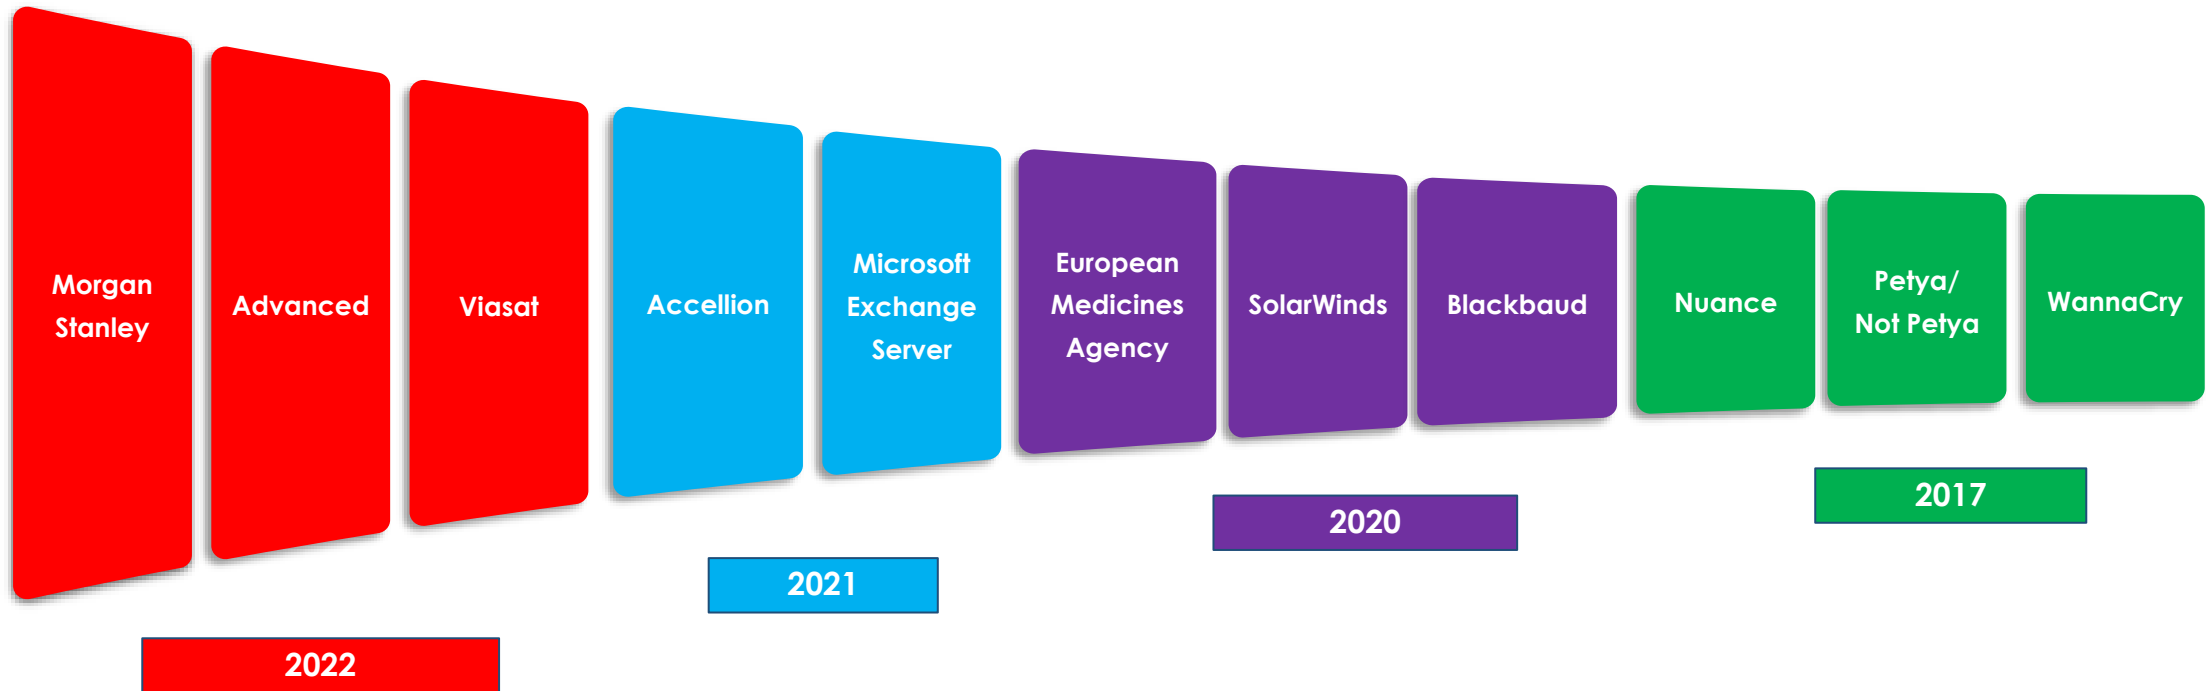 Morgan
Stanley
Advanced
Viasat
Accellion
Microsoft
Exchange
Server
European
Medicines
Agency
SolarWinds
Blackbaud
Nuance
Petya/
Not Petya
WannaCry
2022
2021
2020
2017